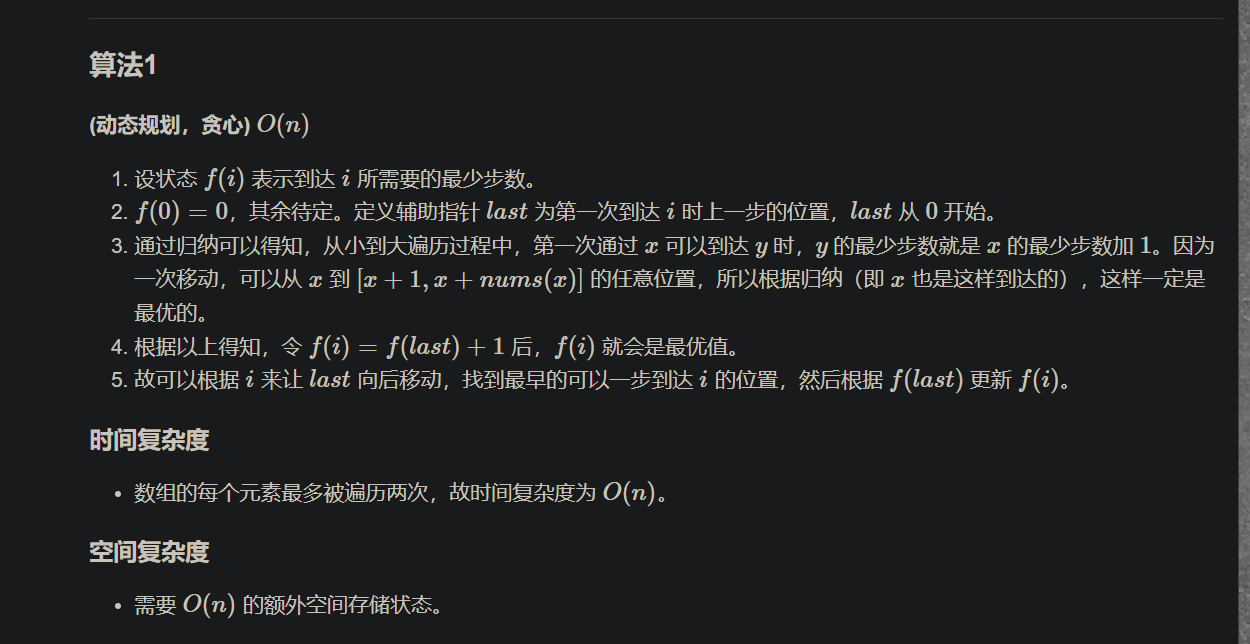 算法1
(动态规划，贪心) O(n)
1. 设状态 f(i) 表示到达 i 所需要的最少步数。
2. f(0) = 0，其余待定。定义辅助指针 last 为第一次到达 i 时上一步的位置，last 从 0 开始。
3. 通过归纳可以得知，从小到大遍历过程中，第一次通过 x 可以到达 y 时，y 的最少步数就是 x 的最少步数加 1。因为
一次移动，可以从 x 到 [x + 1, x + nums(x)] 的任意位置，所以根据归纳（即 x 也是这样到达的），这样一定是
最优的。
4. 根据以上得知，令 f(i) = f(last) + 1 后，f(i) 就会是最优值。
5. 故可以根据 i 来让 last 向后移动，找到最早的可以一步到达 i 的位置，然后根据 f(last) 更新 f(i)。
时间复杂度
• 数组的每个元素最多被遍历两次，故时间复杂度为 O(n)。
空间复杂度
• 需要 O(n) 的额外空间存储状态。